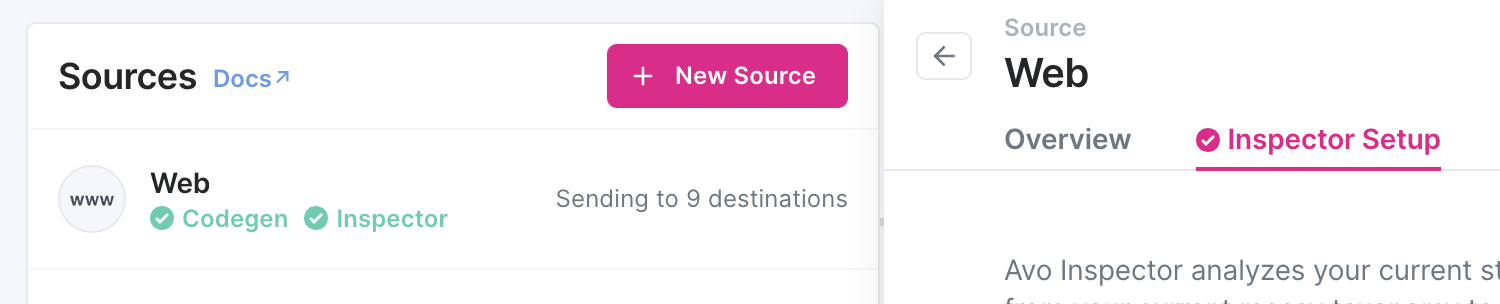 Sources Docs↗
+ New Source
www
Web
Codegen Inspector
Sending to 9 destinations
Source
Web
Overview
Inspector Setup
Avo Inspector analyzes your current